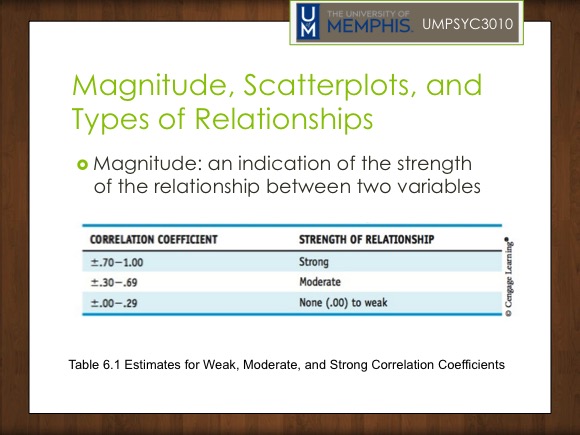 THE UNIVERSITY OF
UM MEMPHIS. UMPSYC3010
Magnitude, Scatterplots, and
Types of Relationships
Magnitude: an indication of the strength
of the relationship between two variables
CORRELATION COEFFICIENT STRENGTH OF RELATIONSHIP
±.70–1.00 Strong
±.30–.69 Moderate
±.00–.29 None (.00) to weak
© Cengage Learning®
Table 6.1 Estimates for Weak, Moderate, and Strong Correlation Coefficients